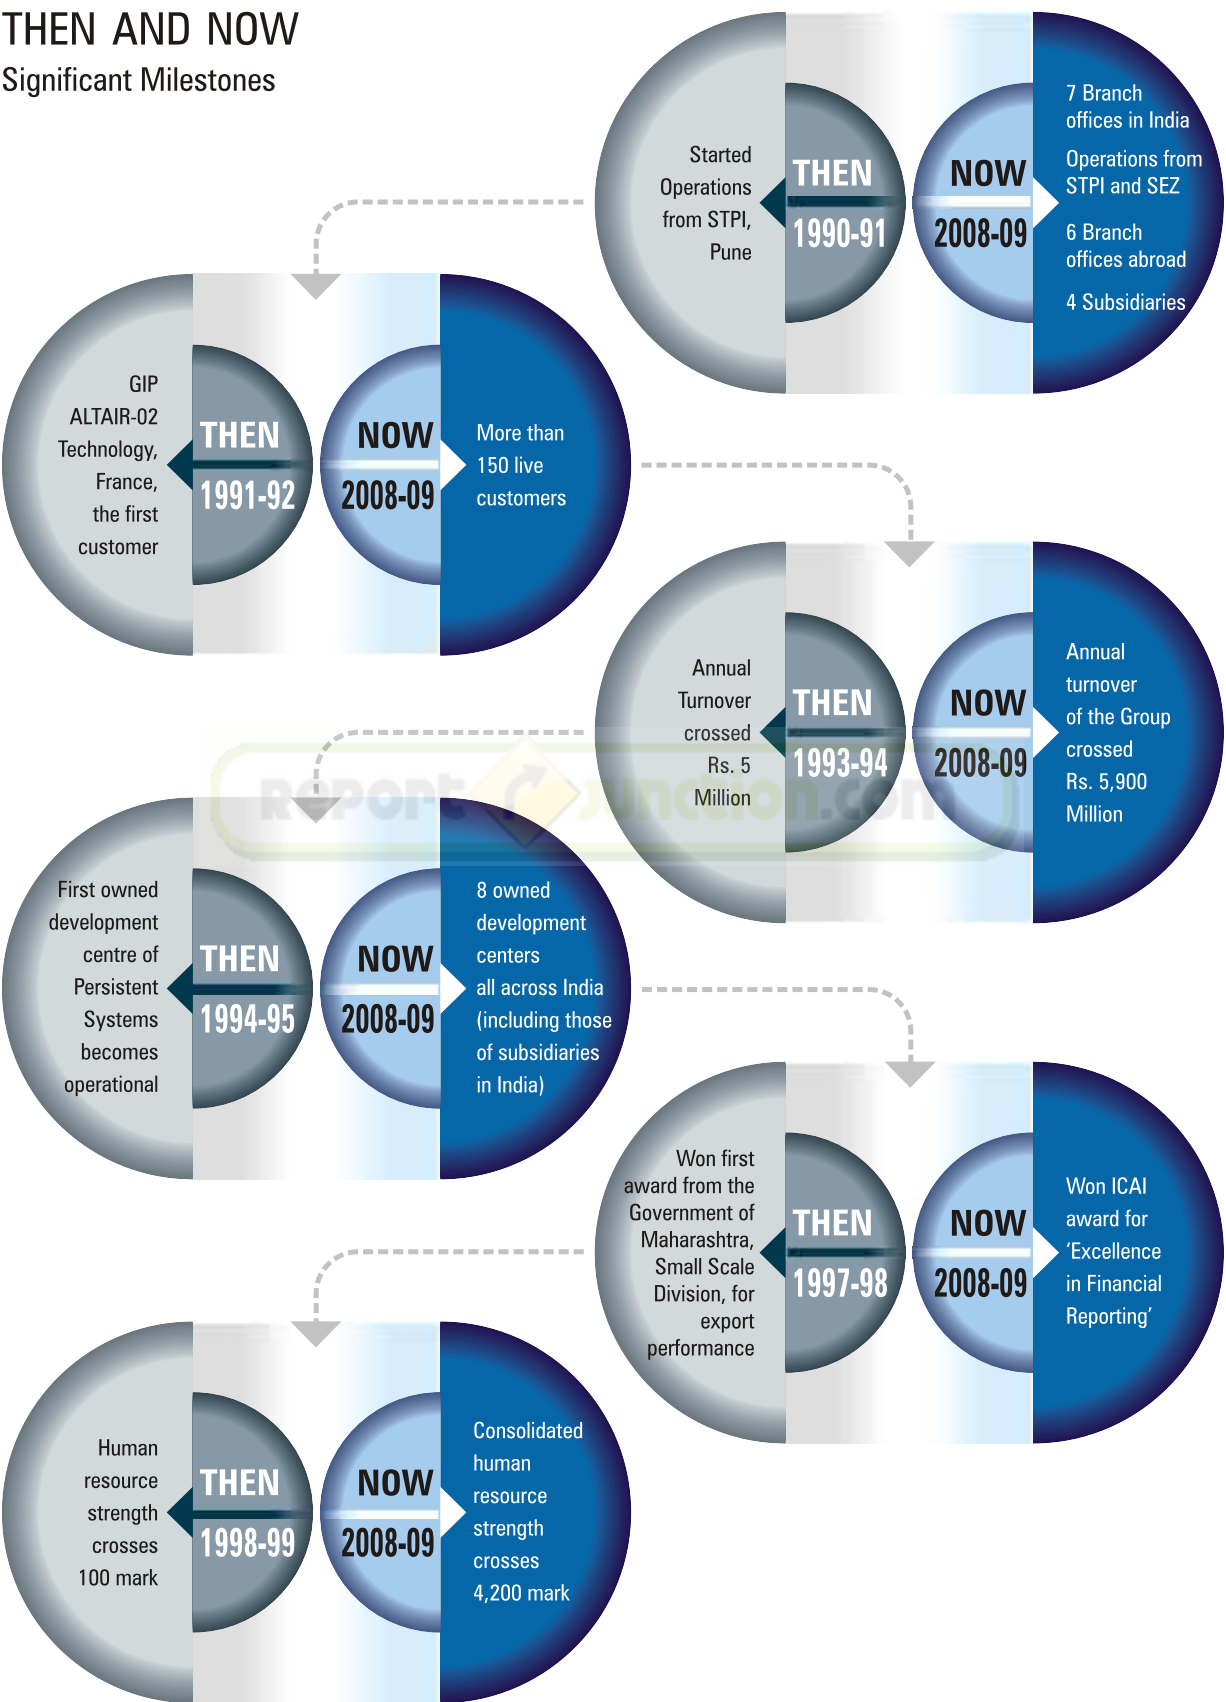 THEN AND NOW
Significant Milestones
Started
Operations
from STPI,
Pune
THEN
1990-91
NOW
2008-09
7 Branch
offices in India
Operations from
STPI and SEZ
6 Branch
offices abroad
4 Subsidiaries
GIP
ALTAIR-02
Technology,
France,
the first
customer
THEN
1991-92
NOW
2008-09
More than
150 live
customers
Annual
Turnover
crossed
Rs. 5
Million
THEN
1993-94
NOW
2008-09
Annual
turnover
of the Group
crossed
Rs. 5,900
Million
Report Junction.com
First owned
development
centre of
Persistent
Systems
becomes
operational
THEN
1994-95
NOW
2008-09
8 owned
development
centers
all across India
(including those
of subsidiaries
in India)
Won first
award from the
Government of
Maharashtra,
Small Scale
Division, for
export
performance
THEN
1997-98
NOW
2008-09
Won ICAI
award for
‘Excellence
in Financial
Reporting’
Human
resource
strength
crosses
100 mark
THEN
1998-99
NOW
2008-09
Consolidated
human
resource
strength
crosses
4,200 mark